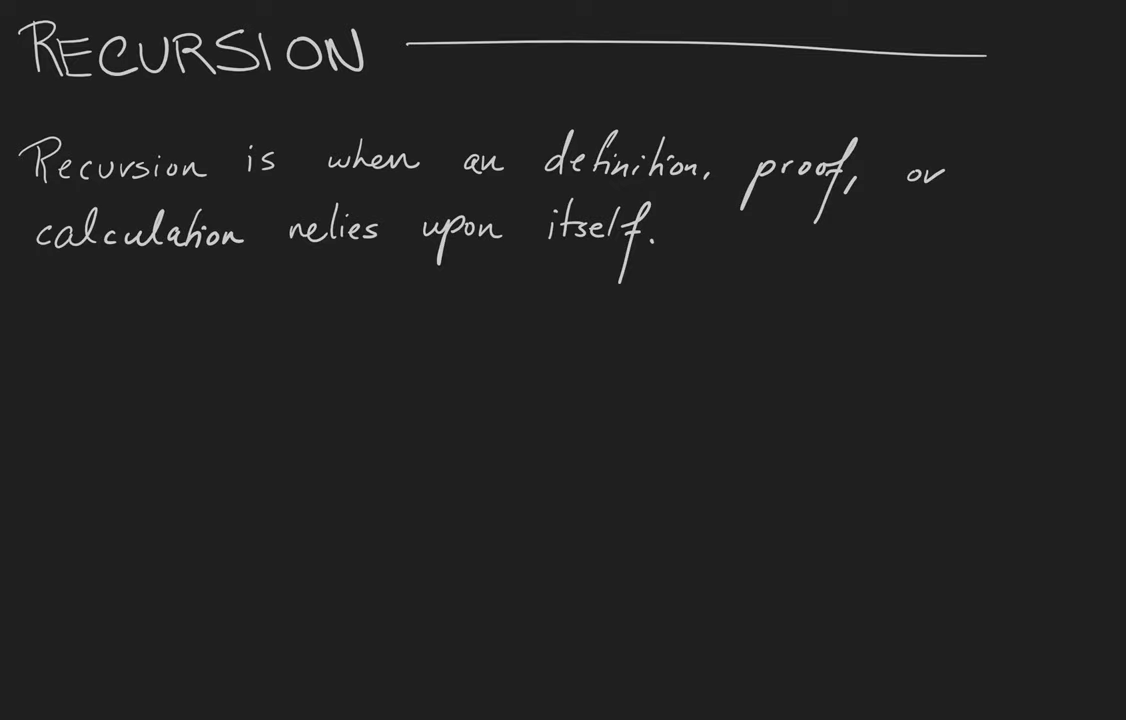 RECURSION
Recursion is when an definition, proof, or
calculation relies upon itself.